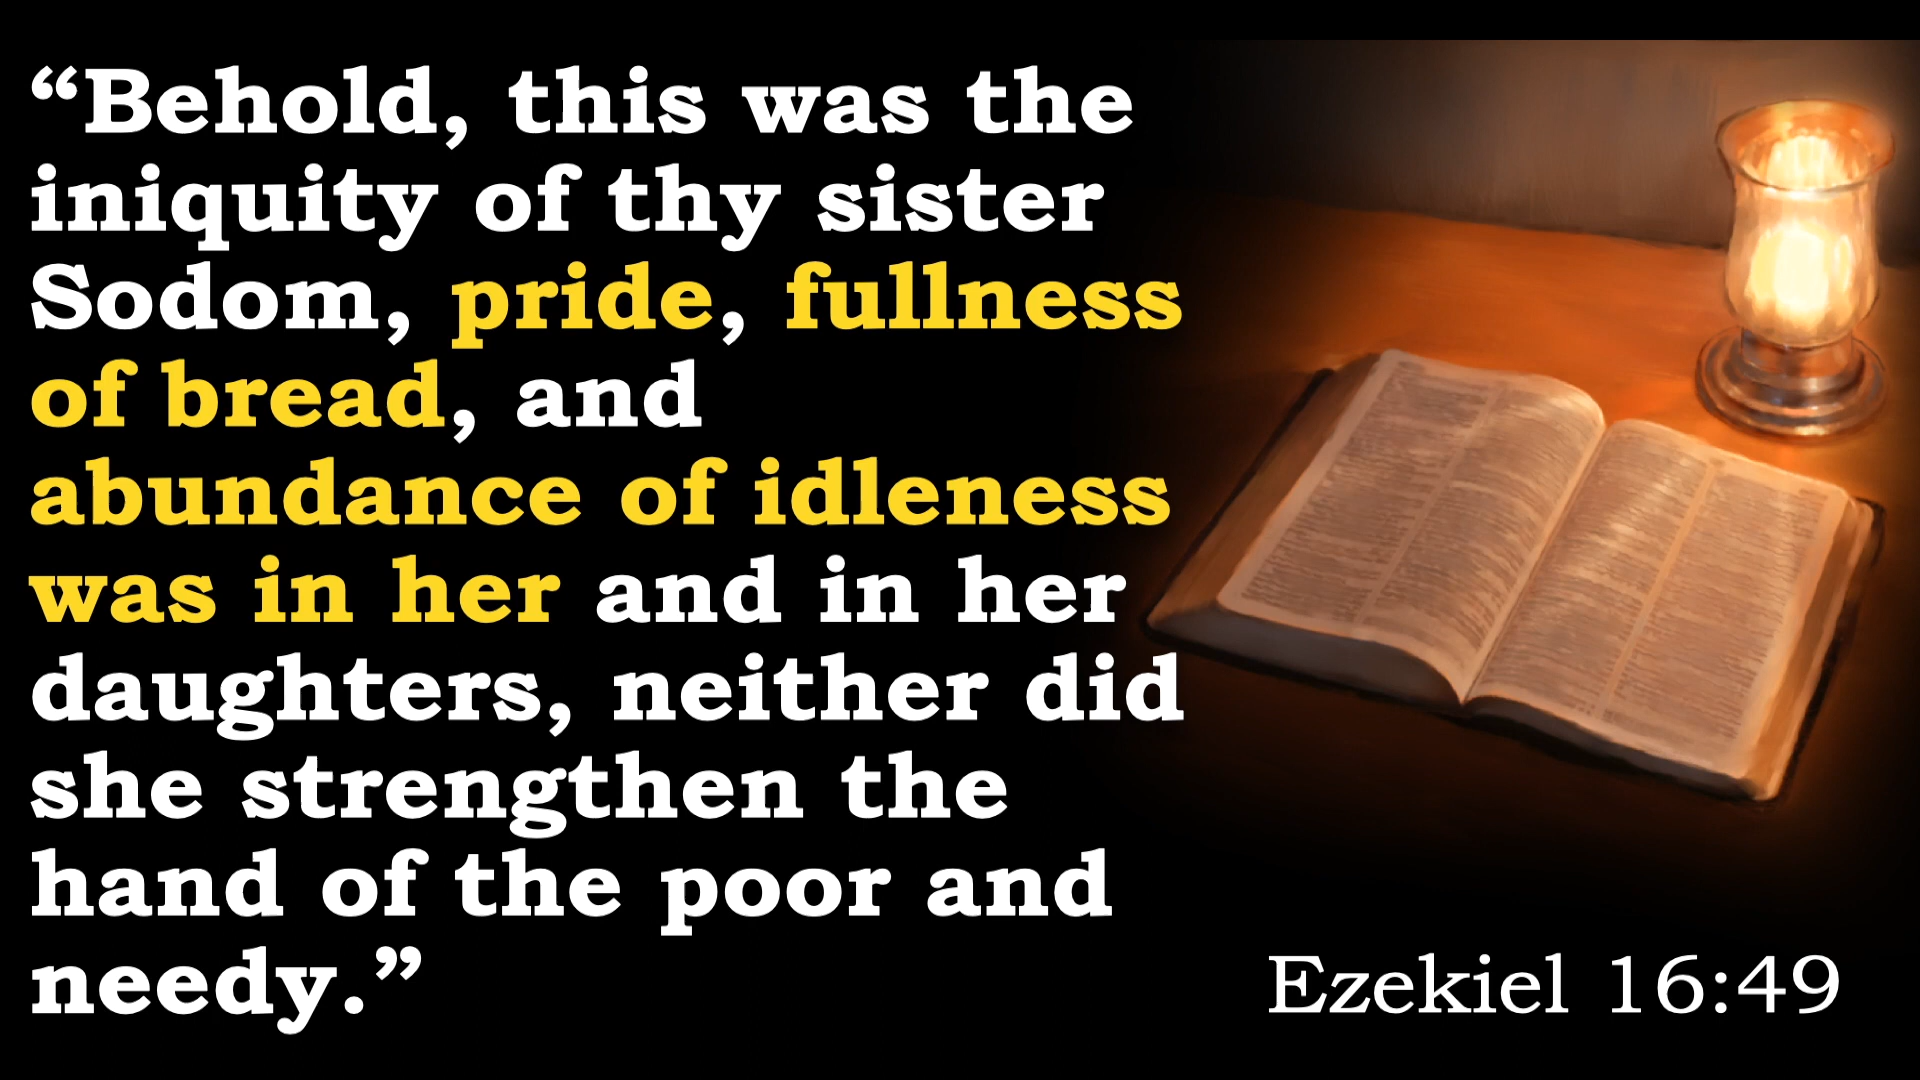 “Behold, this was the
iniquity of thy sister
Sodom, pride, fullness
of bread, and
abundance of idleness
was in her and in her
daughters, neither did
she strengthen the
hand of the poor and
needy.”
Ezekiel 16:49